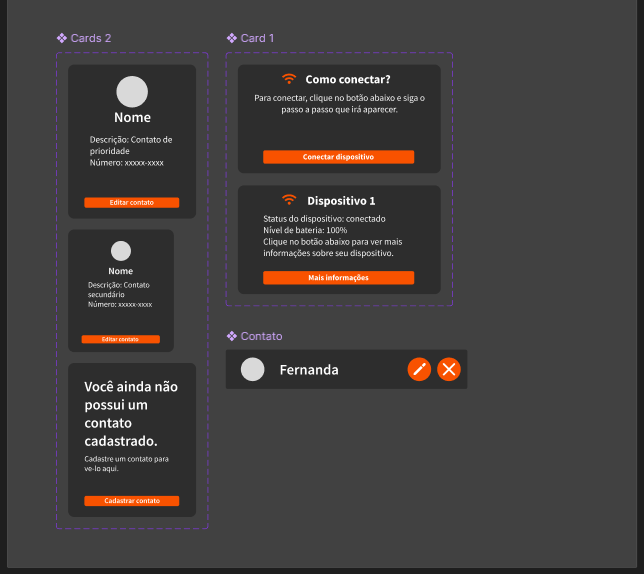 Cards 2
Nome
Descrição: Contato de
prioridade
Número: xxxxx-xxxx
Editar contato
Nome
Descrição: Contato
secundário
Número: xxxxx-xxxx
Editar contato
Você ainda não
possui um
contato
cadastrado.
Cadastre um contato para
ve-lo aqui.
Cadastrar contato
Card 1
Como conectar?
Para conectar, clique no botão abaixo e siga o
passo a passo que irá aparecer.
Conectar dispositivo
Dispositivo 1
Status do dispositivo: conectado
Nível de bateria: 100%
Clique no botão abaixo para ver mais
informações sobre seu dispositivo.
Mais informações
Contato
Fernanda